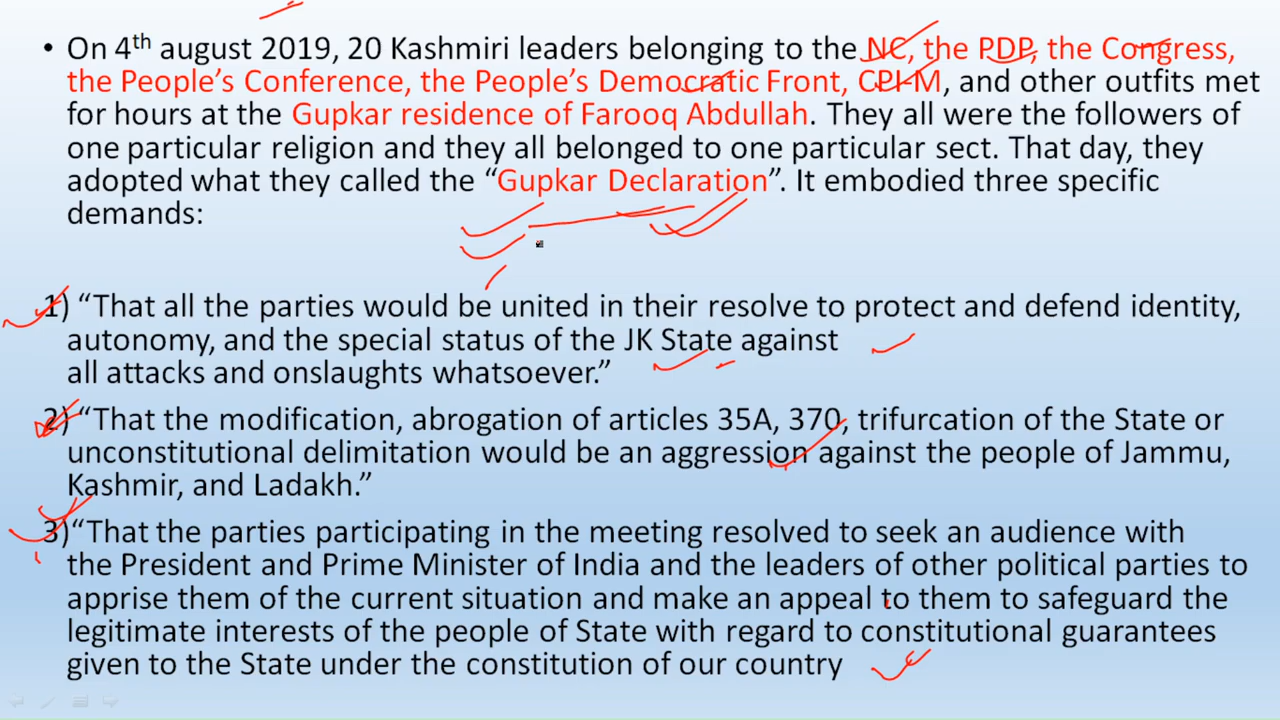 • On 4th august 2019, 20 Kashmiri leaders belonging to the NC, the PDP, the Congress,
the People's Conference, the People's Democratic Front, CPI-M, and other outfits met
for hours at the Gupkar residence of Farooq Abdullah. They all were the followers of
one particular religion and they all belonged to one particular sect. That day, they
adopted what they called the “Gupkar Declaration”. It embodied three specific
demands:
1) “That all the parties would be united in their resolve to protect and defend identity,
autonomy, and the special status of the JK State against
all attacks and onslaughts whatsoever.”
2) “That the modification, abrogation of articles 35A, 370, trifurcation of the State or
unconstitutional delimitation would be an aggression against the people of Jammu,
Kashmir, and Ladakh.”
3)“That the parties participating in the meeting resolved to seek an audience with
the President and Prime Minister of India and the leaders of other political parties to
apprise them of the current situation and make an appeal to them to safeguard the
legitimate interests of the people of State with regard to constitutional guarantees
given to the State under the constitution of our country